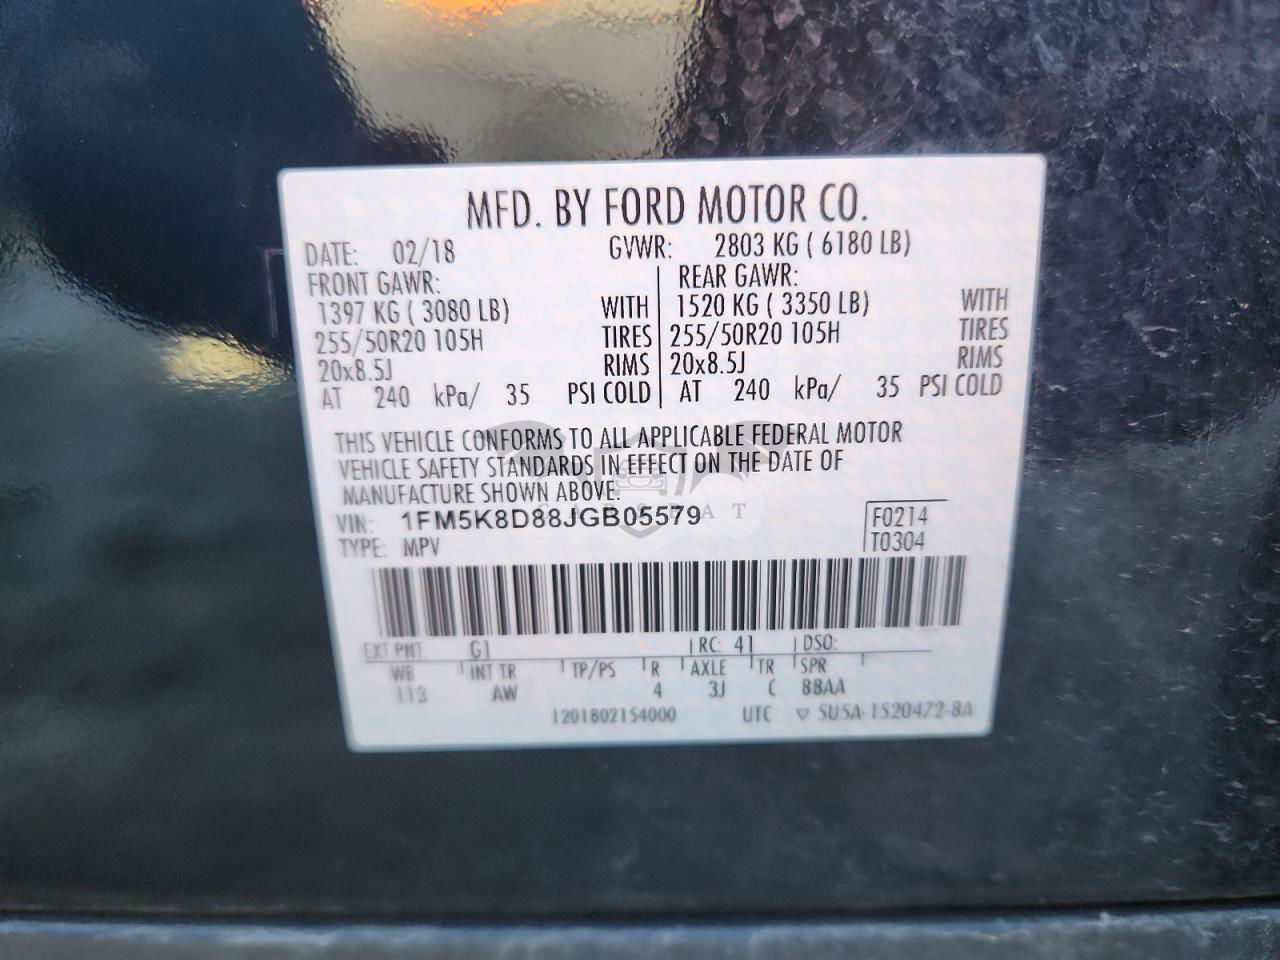 MFD. BY FORD MOTOR CO.
DATE: 02/18 GVWR: 2803 KG ( 6180 LB)
FRONT GAWR: REAR GAWR:
1397 KG ( 3080 LB) WITH 1520 KG ( 3350 LB) WITH
255/50R20 105H TIRES 255/50R20 105H TIRES
20x8.5J RIMS 20x8.5J RIMS
AT 240 kPa/ 35 PSI COLD AT 240 kPa/ 35 PSI COLD
THIS VEHICLE CONFORMS TO ALL APPLICABLE FEDERAL MOTOR
VEHICLE SAFETY STANDARDS IN EFFECT ON THE DATE OF
MANUFACTURE SHOWN ABOVE.
VIN: 1FM5K8D88JGB05579 F0214
TYPE: MPV T0304
EXT PNT: G1 RC: 41 DSO:
WB INT TR TP/PS R AXLE TR SPR
113 AW 4 3J C BBAA
1201802154000 UTC ▽ 5U5A-1520472-BA